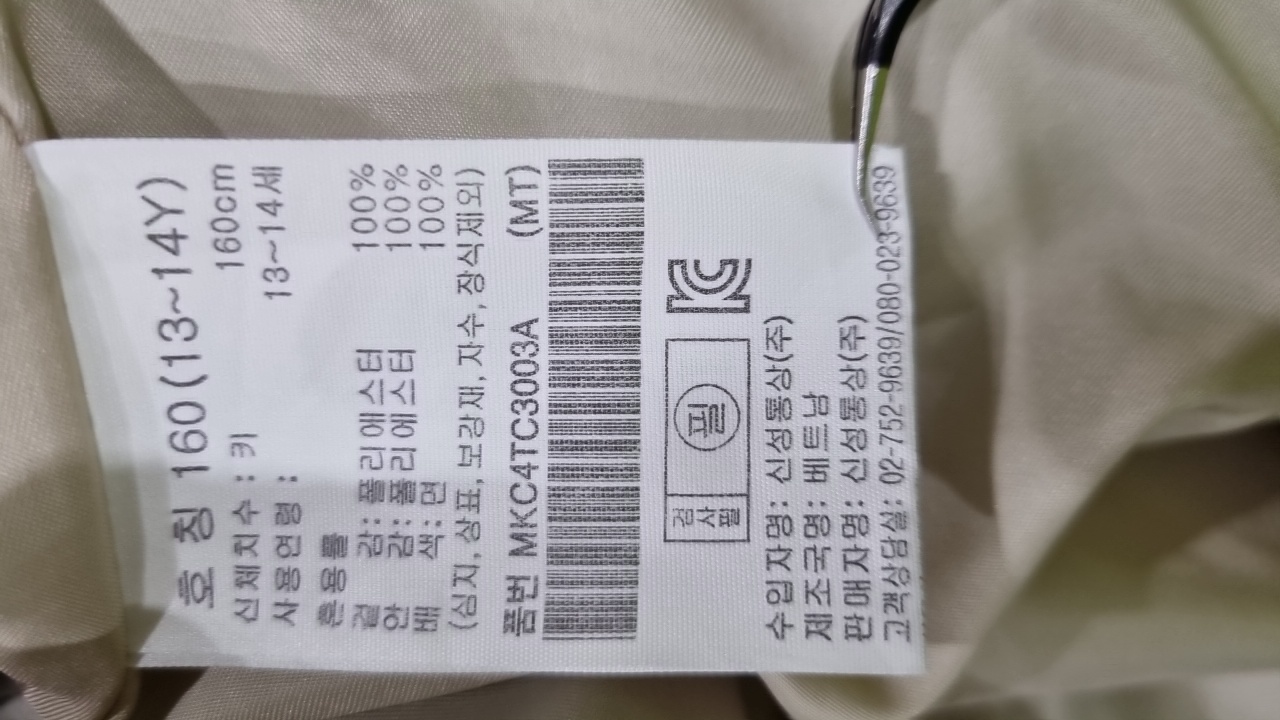 호 칭 160(13~14Y)
신체치수 : 키 160cm
사용연령 : 13~14세
혼용률
겉 감: 폴리에스터 100%
안 감: 폴리에스터 100%
배 색: 면 100%
(심지, 상표, 보강재, 자수, 장식제외)
품번 MKC4TC3003A (MT)
검사필 필
수입자명: 신성통상(주)
제조국명: 베트남
판매자명: 신성통상(주)
고객상담실: 02-752-9639/080-023-9639